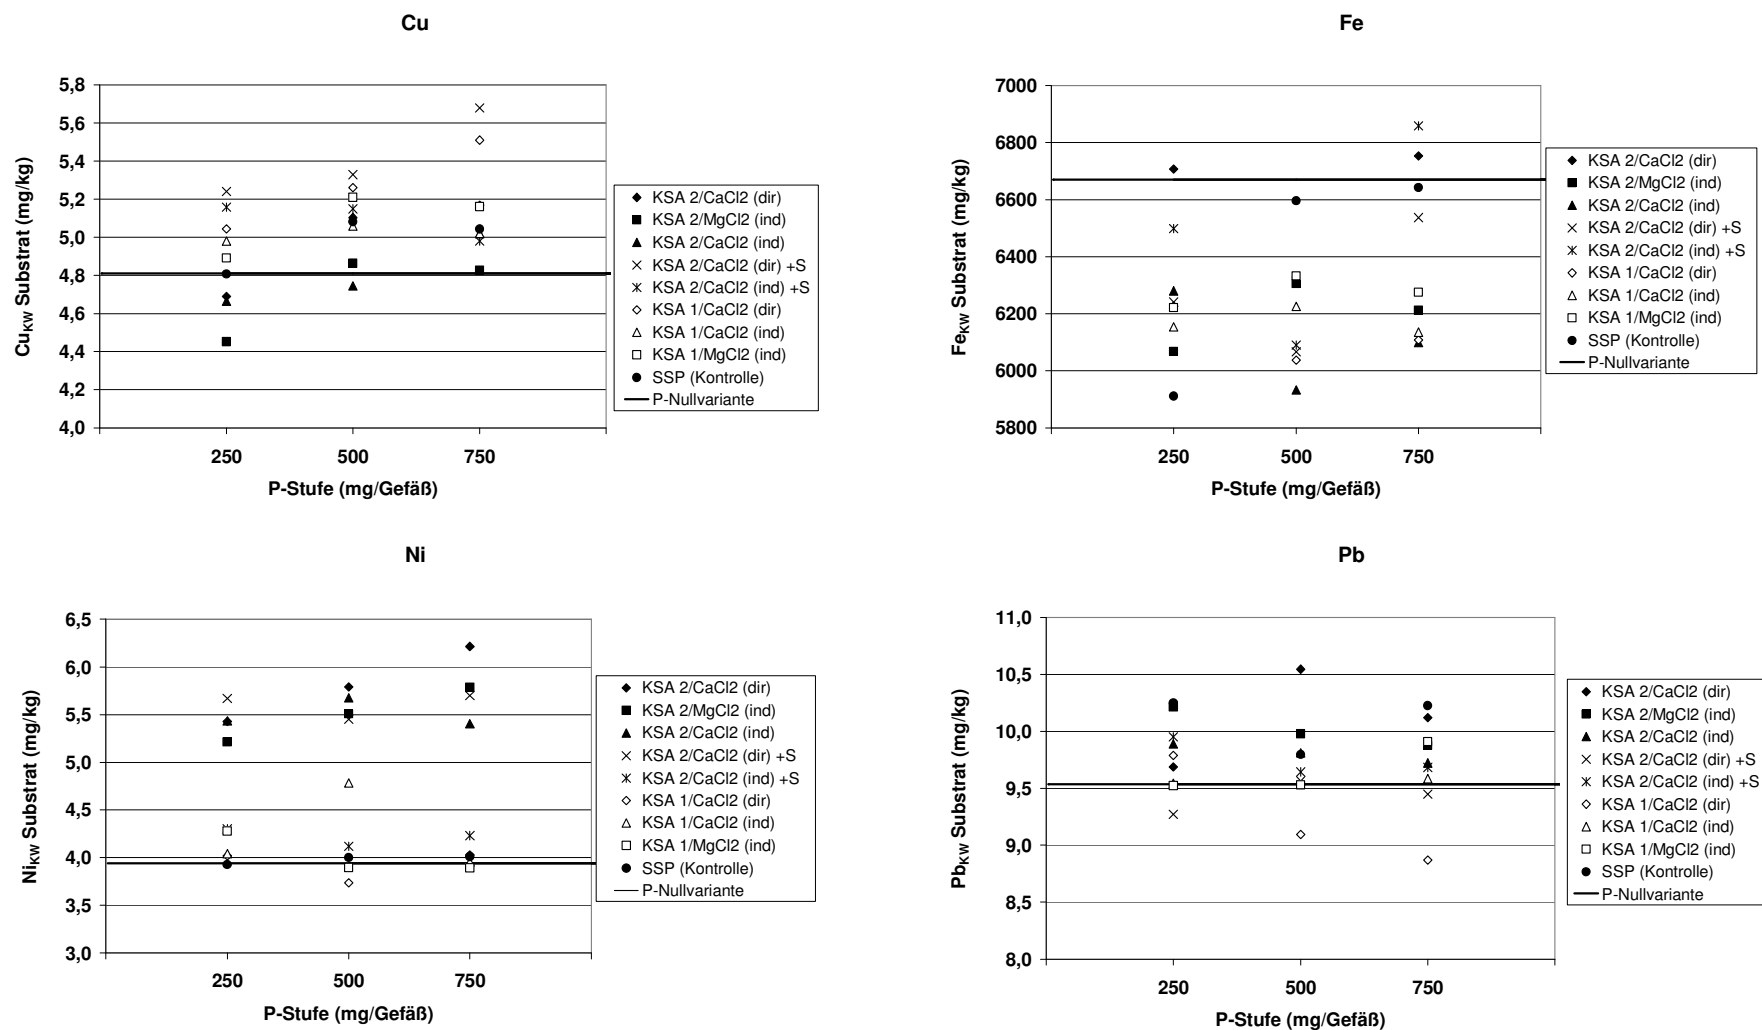 Cu
5,8
5,6
5,4
5,2
5,0
4,8
4,6
4,4
4,2
4,0
Cu_KW Substrat (mg/kg)
250 500 750
P-Stufe (mg/Gefäß)
KSA 2/CaCl2 (dir)
KSA 2/MgCl2 (ind)
KSA 2/CaCl2 (ind)
KSA 2/CaCl2 (dir) +S
KSA 2/CaCl2 (ind) +S
KSA 1/CaCl2 (dir)
KSA 1/CaCl2 (ind)
KSA 1/MgCl2 (ind)
SSP (Kontrolle)
P-Nullvariante
Fe
7000
6800
6600
6400
6200
6000
5800
Fe_KW Substrat (mg/kg)
250 500 750
P-Stufe (mg/Gefäß)
KSA 2/CaCl2 (dir)
KSA 2/MgCl2 (ind)
KSA 2/CaCl2 (ind)
KSA 2/CaCl2 (dir) +S
KSA 2/CaCl2 (ind) +S
KSA 1/CaCl2 (dir)
KSA 1/CaCl2 (ind)
KSA 1/MgCl2 (ind)
SSP (Kontrolle)
P-Nullvariante
Ni
6,5
6,0
5,5
5,0
4,5
4,0
3,5
3,0
Ni_KW Substrat (mg/kg)
250 500 750
P-Stufe (mg/Gefäß)
KSA 2/CaCl2 (dir)
KSA 2/MgCl2 (ind)
KSA 2/CaCl2 (ind)
KSA 2/CaCl2 (dir) +S
KSA 2/CaCl2 (ind) +S
KSA 1/CaCl2 (dir)
KSA 1/CaCl2 (ind)
KSA 1/MgCl2 (ind)
SSP (Kontrolle)
P-Nullvariante
Pb
11,0
10,5
10,0
9,5
9,0
8,5
8,0
Pb_KW Substrat (mg/kg)
250 500 750
P-Stufe (mg/Gefäß)
KSA 2/CaCl2 (dir)
KSA 2/MgCl2 (ind)
KSA 2/CaCl2 (ind)
KSA 2/CaCl2 (dir) +S
KSA 2/CaCl2 (ind) +S
KSA 1/CaCl2 (dir)
KSA 1/CaCl2 (ind)
KSA 1/MgCl2 (ind)
SSP (Kontrolle)
P-Nullvariante